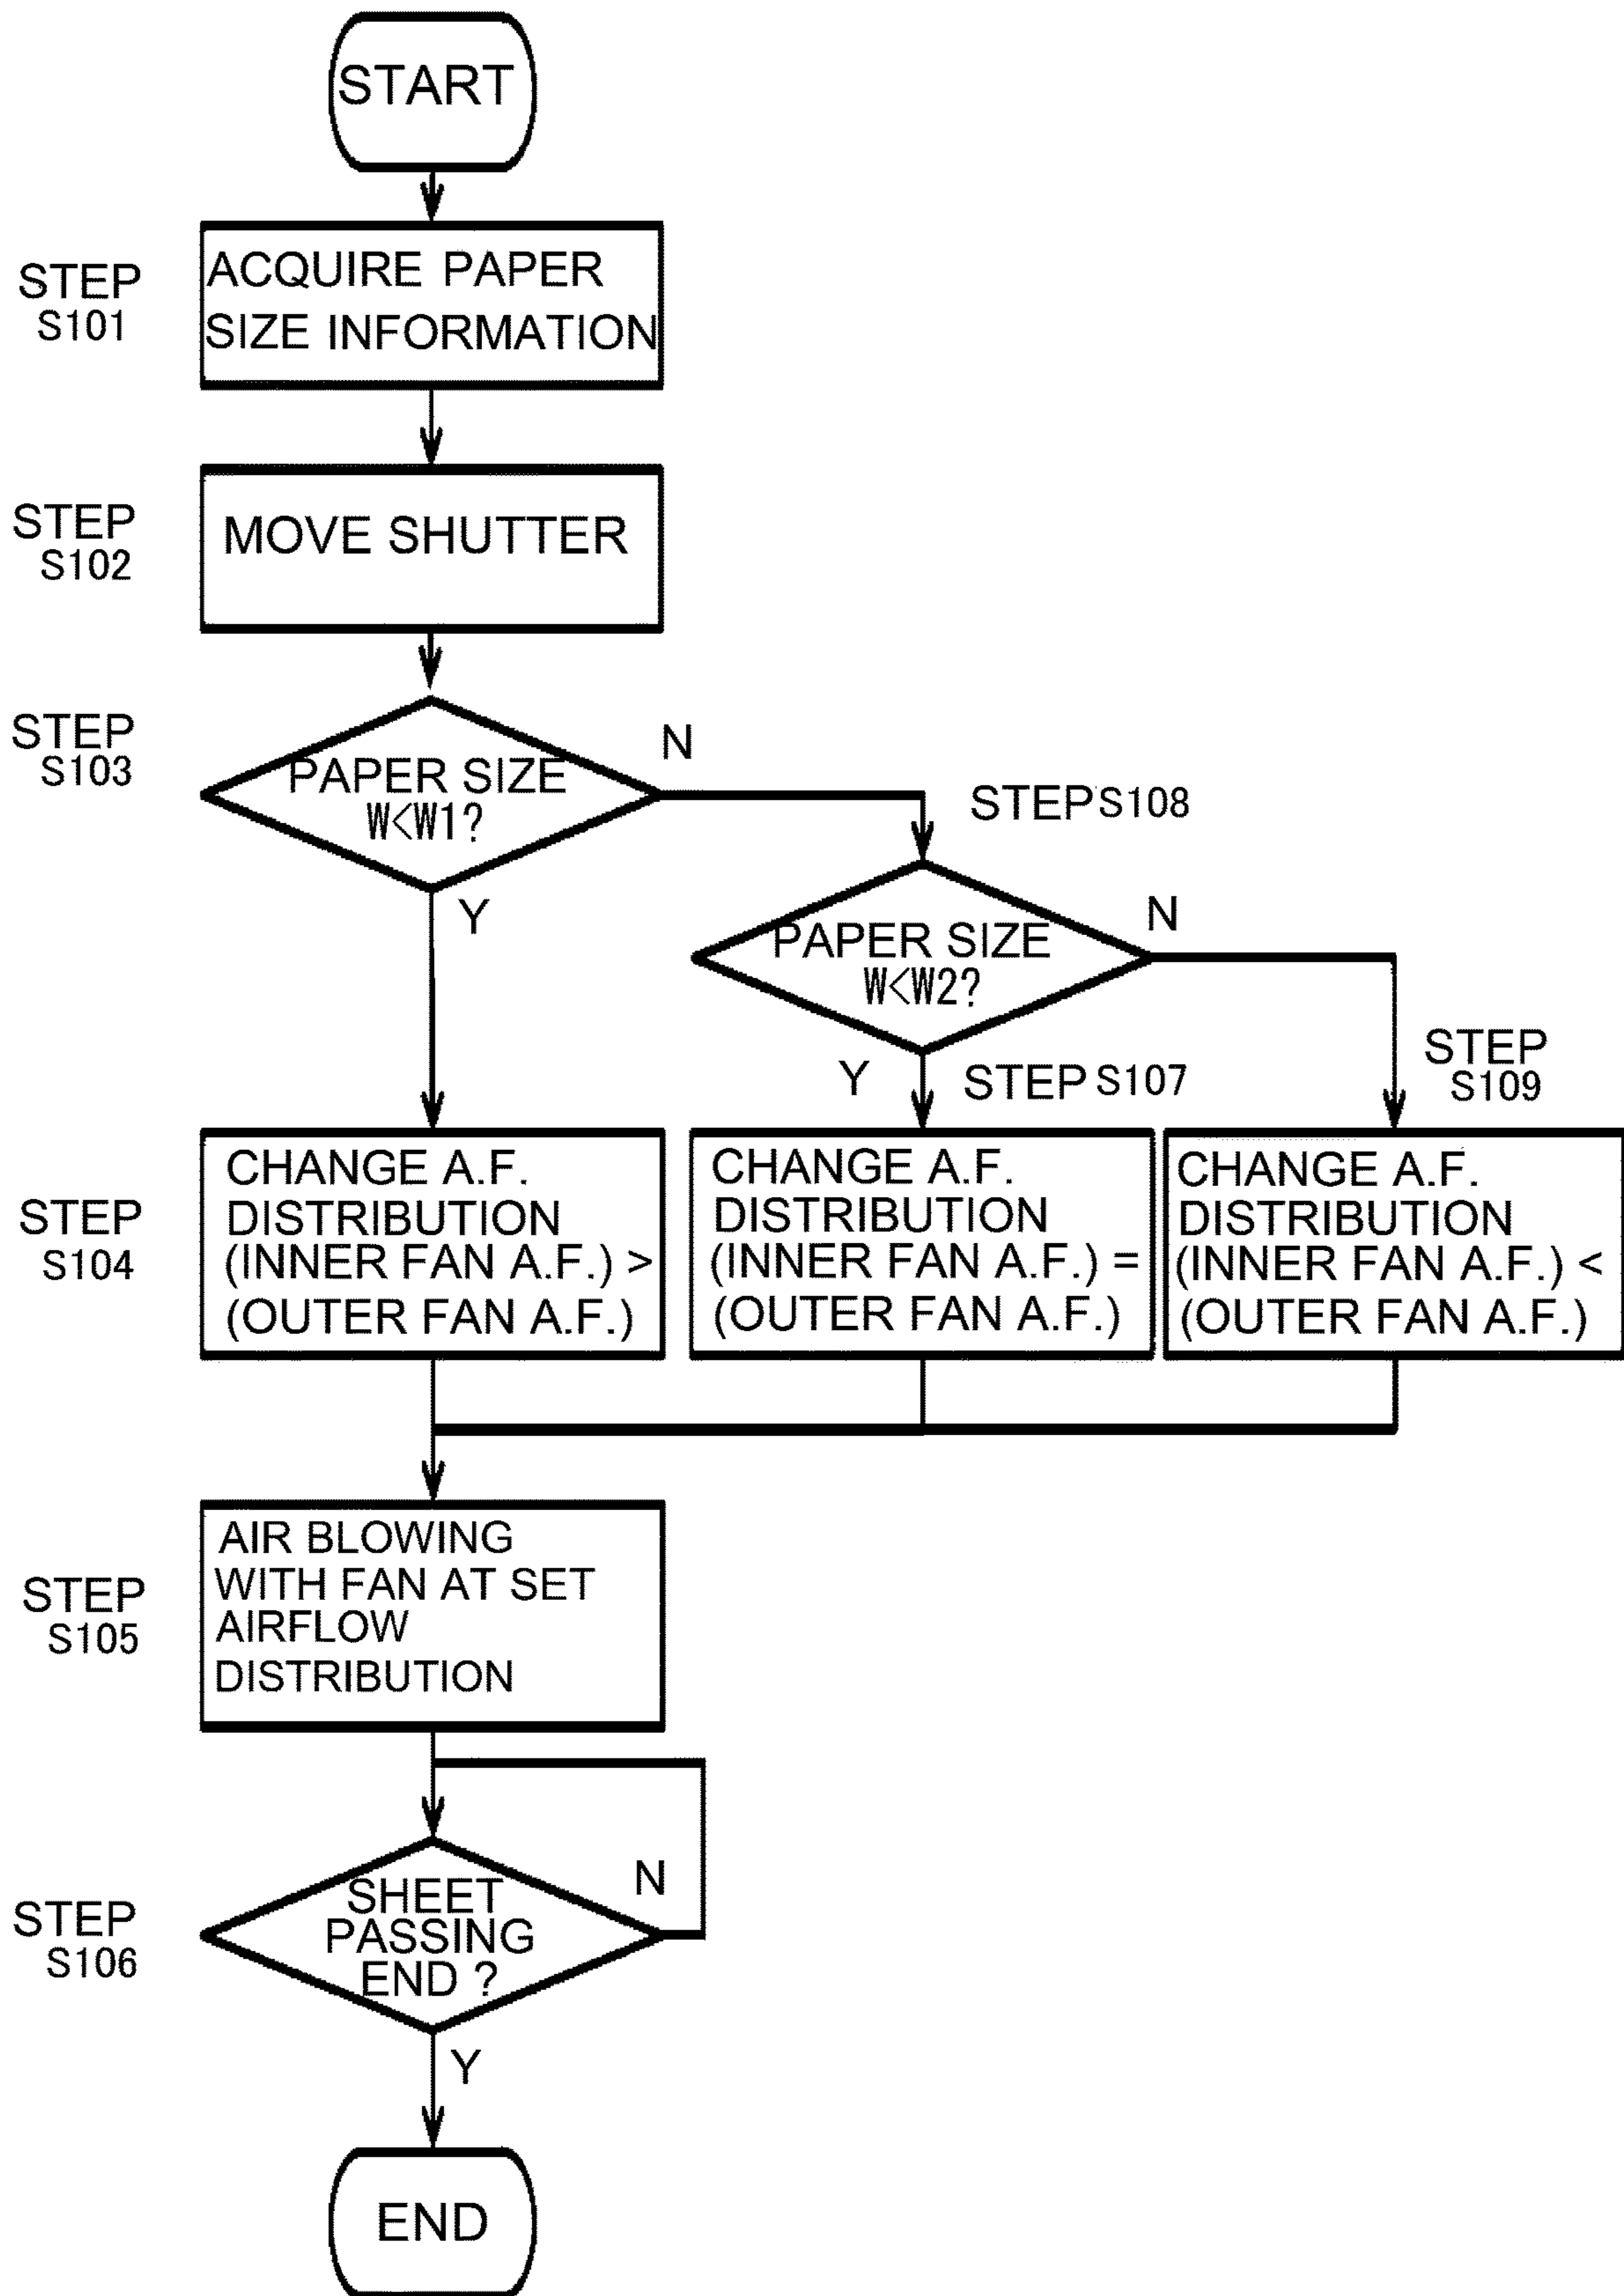 START
STEP
S101
ACQUIRE PAPER
SIZE INFORMATION
STEP
S102
MOVE SHUTTER
STEP
S103
PAPER SIZE
W<W1?
N
Y
STEP S108
PAPER SIZE
W<W2?
N
Y
STEP S107
STEP
S109
STEP
S104
CHANGE A.F.
DISTRIBUTION
(INNER FAN A.F.) >
(OUTER FAN A.F.)
CHANGE A.F.
DISTRIBUTION
(INNER FAN A.F.) =
(OUTER FAN A.F.)
CHANGE A.F.
DISTRIBUTION
(INNER FAN A.F.) <
(OUTER FAN A.F.)
STEP
S105
AIR BLOWING
WITH FAN AT SET
AIRFLOW
DISTRIBUTION
STEP
S106
SHEET
PASSING
END ?
N
Y
END